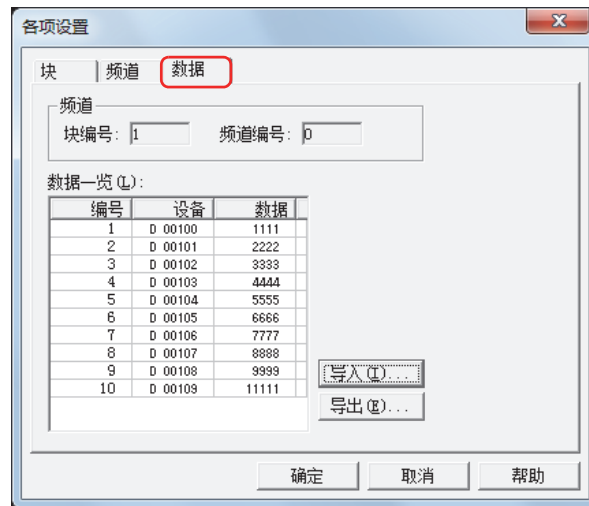 各项设置
块 频道 数据
频道
块编号: 1 频道编号: 0
数据一览(L):
编号 设备 数据
1 D 00100 1111
2 D 00101 2222
3 D 00102 3333
4 D 00103 4444
5 D 00104 5555
6 D 00105 6666
7 D 00106 7777
8 D 00107 8888
9 D 00108 9999
10 D 00109 11111
导入(I)...
导出(E)...
确定 取消 帮助